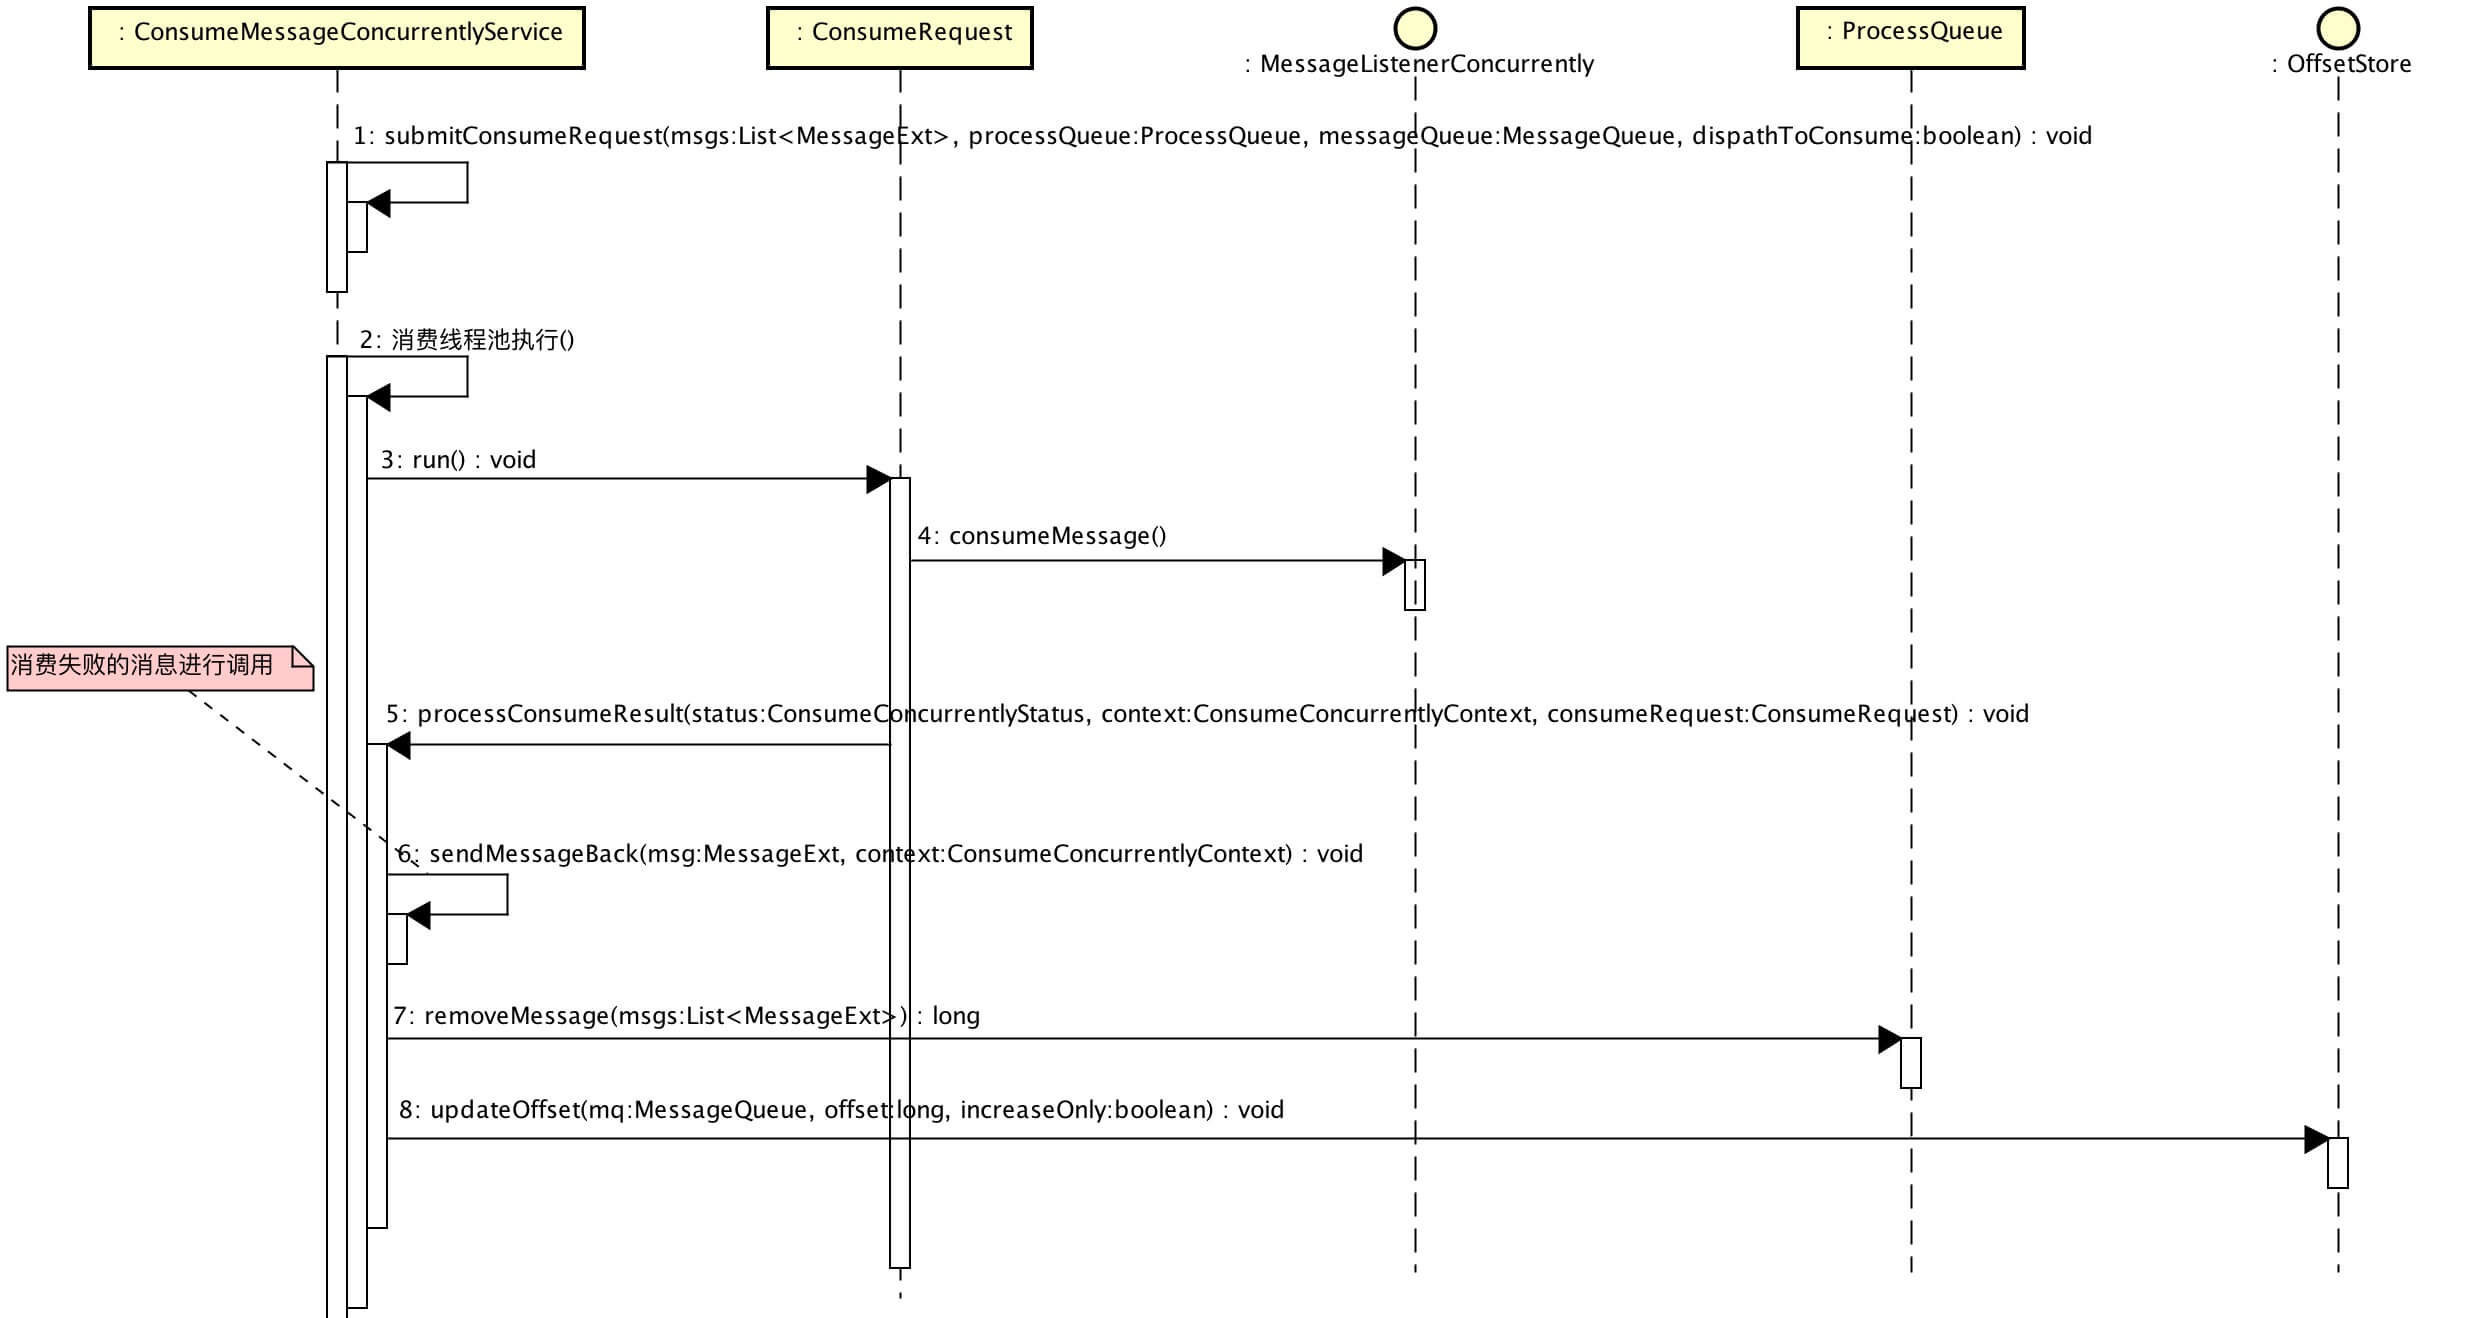 : ConsumeMessageConcurrentlyService
: ConsumeRequest
: MessageListenerConcurrently
: ProcessQueue
: OffsetStore
1: submitConsumeRequest(msgs:List<MessageExt>, processQueue:ProcessQueue, messageQueue:MessageQueue, dispathToConsume:boolean) : void
2: 消费线程池执行()
3: run() : void
4: consumeMessage()
消费失败的消息进行调用
5: processConsumeResult(status:ConsumeConcurrentlyStatus, context:ConsumeConcurrentlyContext, consumeRequest:ConsumeRequest) : void
6: sendMessageBack(msg:MessageExt, context:ConsumeConcurrentlyContext) : void
7: removeMessage(msgs:List<MessageExt>) : long
8: updateOffset(mq:MessageQueue, offset:long, increaseOnly:boolean) : void